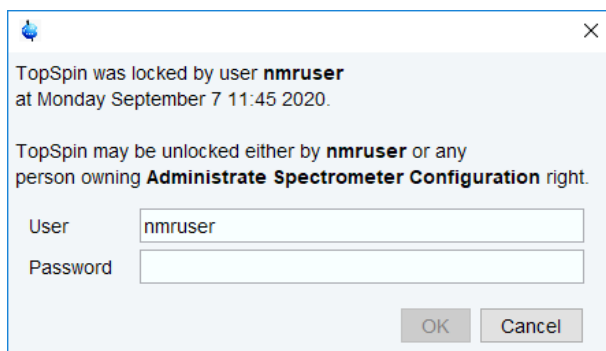 TopSpin was locked by user nmruser
at Monday September 7 11:45 2020.
TopSpin may be unlocked either by nmruser or any
person owning Administrate Spectrometer Configuration right.
User nmruser
Password
OK Cancel